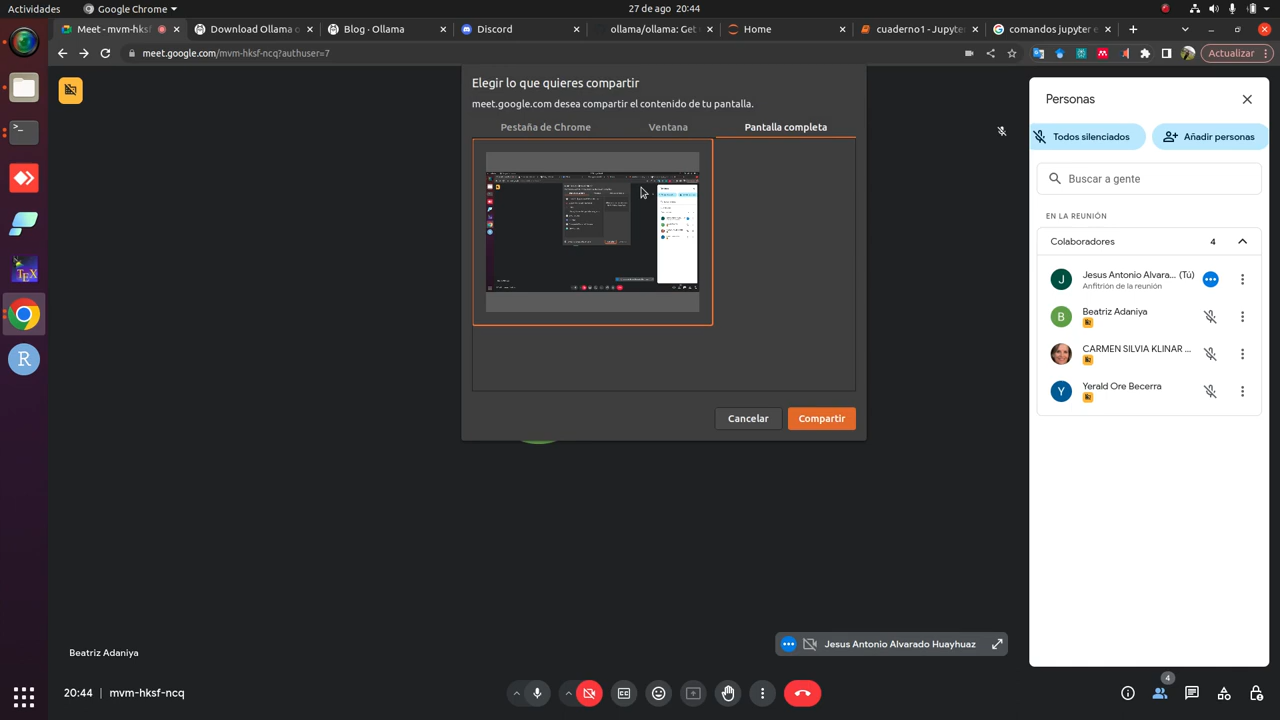 Actividades
Google Chrome
27 de ago 20:44
Meet - mvm-hksf
Download Ollama o
Blog · Ollama
Discord
ollama/ollama: Get
Home
cuaderno1 - Jupyter
comandos jupyter e
meet.google.com/mvm-hksf-ncq?authuser=7
Actualizar
Elegir lo que quieres compartir
meet.google.com desea compartir el contenido de tu pantalla.
Pestaña de Chrome
Ventana
Pantalla completa
Cancelar
Compartir
Personas
Todos silenciados
Añadir personas
Buscar a gente
EN LA REUNIÓN
Colaboradores 4
Jesus Antonio Alvara... (Tú)
Anfitrión de la reunión
Beatriz Adaniya
CARMEN SILVIA KLINAR ...
Yerald Ore Becerra
Jesus Antonio Alvarado Huayhuaz
Beatriz Adaniya
20:44 mvm-hksf-ncq
4